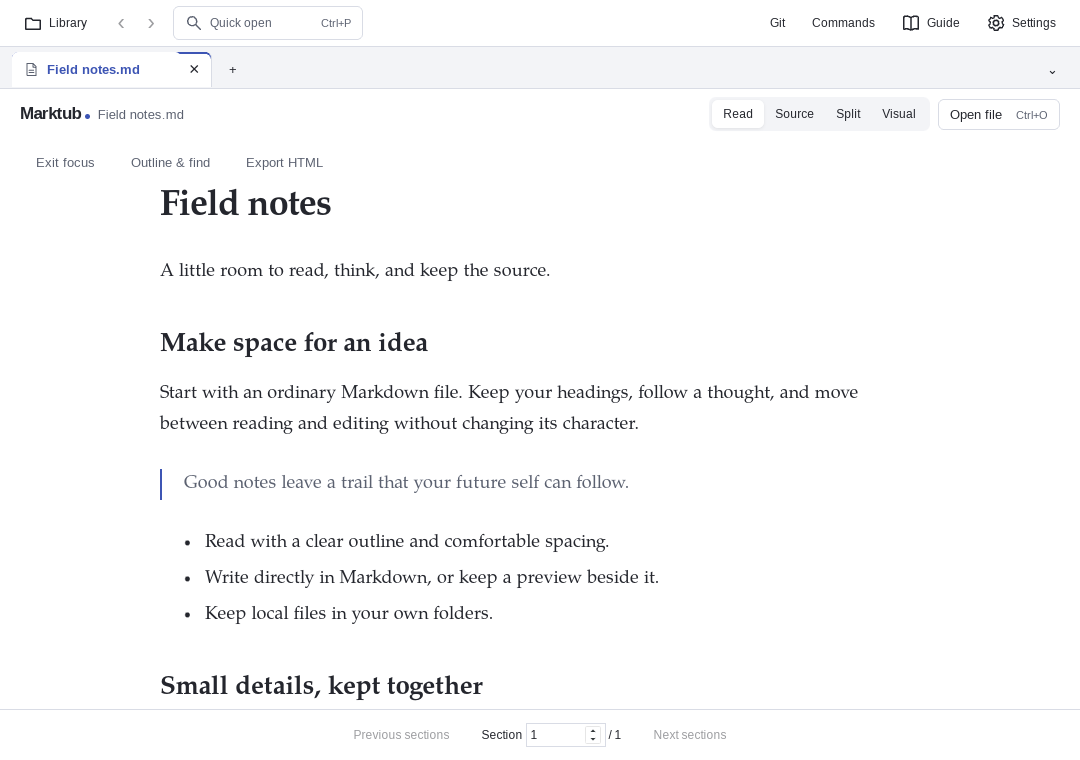 Library
Quick open Ctrl+P
Git Commands Guide Settings
Field notes.md
Marktub Field notes.md
Read Source Split Visual
Open file Ctrl+O
Exit focus Outline & find Export HTML
Field notes
A little room to read, think, and keep the source.
Make space for an idea
Start with an ordinary Markdown file. Keep your headings, follow a thought, and move
between reading and editing without changing its character.
Good notes leave a trail that your future self can follow.
• Read with a clear outline and comfortable spacing.
• Write directly in Markdown, or keep a preview beside it.
• Keep local files in your own folders.
Small details, kept together
Previous sections Section 1 / 1 Next sections